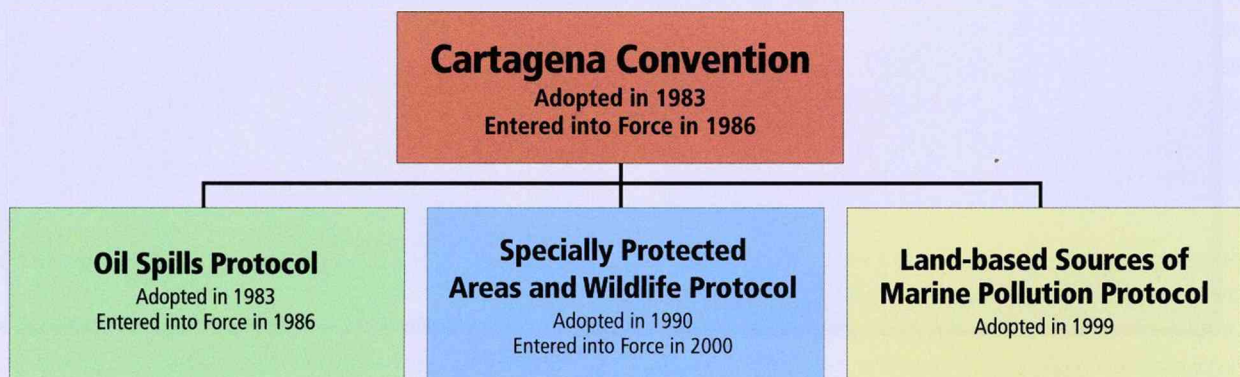 Cartagena Convention
Adopted in 1983
Entered into Force in 1986
Oil Spills Protocol
Adopted in 1983
Entered into Force in 1986
Specially Protected
Areas and Wildlife Protocol
Adopted in 1990
Entered into Force in 2000
Land-based Sources of
Marine Pollution Protocol
Adopted in 1999